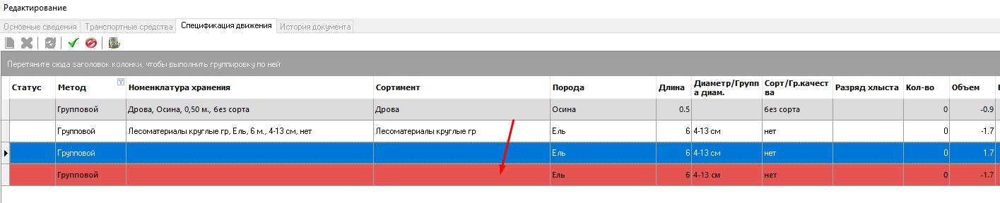 Редактирование
Основные сведения Транспортные средства Спецификация движения История документа
Перетяните сюда заголовок колонки, чтобы выполнить группировку по ней
Статус Метод Номенклатура хранения Сортимент Порода Длина Диаметр/Групп Сорт/Гр.качест Разряд хлыста Кол-во Объем
а диам. ва
Групповой Дрова, Осина, 0,50 м., без сорта Дрова Осина 0.5 без сорта 0 -0.9
Групповой Лесоматериалы круглые гр, Ель, 6 м., 4-13 см, нет Лесоматериалы круглые гр Ель 6 4-13 см нет 0 -1.7
Групповой Ель 6 4-13 см нет 0 1.7
Групповой Ель 6 4-13 см нет 0 -1.7